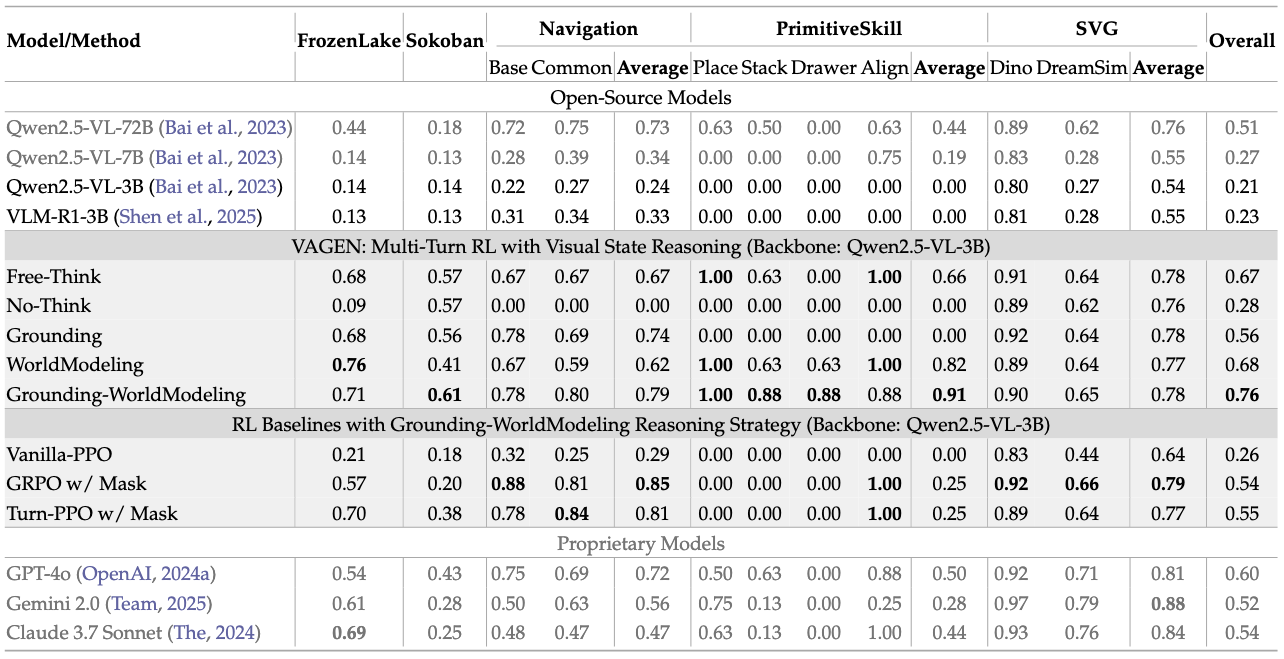 Model/Method FrozenLake Sokoban Navigation PrimitiveSkill SVG Overall
Base Common Average Place Stack Drawer Align Average Dino DreamSim Average
Open-Source Models
Qwen2.5-VL-72B (Bai et al., 2023) 0.44 0.18 0.72 0.75 0.73 0.63 0.50 0.00 0.63 0.44 0.89 0.62 0.76 0.51
Qwen2.5-VL-7B (Bai et al., 2023) 0.14 0.13 0.28 0.39 0.34 0.00 0.00 0.00 0.75 0.19 0.83 0.28 0.55 0.27
Qwen2.5-VL-3B (Bai et al., 2023) 0.14 0.14 0.22 0.27 0.24 0.00 0.00 0.00 0.00 0.00 0.80 0.27 0.54 0.21
VLM-R1-3B (Shen et al., 2025) 0.13 0.13 0.31 0.34 0.33 0.00 0.00 0.00 0.00 0.00 0.81 0.28 0.55 0.23
VAGEN: Multi-Turn RL with Visual State Reasoning (Backbone: Qwen2.5-VL-3B)
Free-Think 0.68 0.57 0.67 0.67 0.67 1.00 0.63 0.00 1.00 0.66 0.91 0.64 0.78 0.67
No-Think 0.09 0.57 0.00 0.00 0.00 0.00 0.00 0.00 0.00 0.00 0.89 0.62 0.76 0.28
Grounding 0.68 0.56 0.78 0.69 0.74 0.00 0.00 0.00 0.00 0.00 0.92 0.64 0.78 0.56
WorldModeling 0.76 0.41 0.67 0.59 0.62 1.00 0.63 0.63 1.00 0.82 0.89 0.64 0.77 0.68
Grounding-WorldModeling 0.71 0.61 0.78 0.80 0.79 1.00 0.88 0.88 0.88 0.91 0.90 0.65 0.78 0.76
RL Baselines with Grounding-WorldModeling Reasoning Strategy (Backbone: Qwen2.5-VL-3B)
Vanilla-PPO 0.21 0.18 0.32 0.25 0.29 0.00 0.00 0.00 0.00 0.00 0.83 0.44 0.64 0.26
GRPO w/ Mask 0.57 0.20 0.88 0.81 0.85 0.00 0.00 0.00 1.00 0.25 0.92 0.66 0.79 0.54
Turn-PPO w/ Mask 0.70 0.38 0.78 0.84 0.81 0.00 0.00 0.00 1.00 0.25 0.89 0.64 0.77 0.55
Proprietary Models
GPT-4o (OpenAI, 2024a) 0.54 0.43 0.75 0.69 0.72 0.50 0.63 0.00 0.88 0.50 0.92 0.71 0.81 0.60
Gemini 2.0 (Team, 2025) 0.61 0.28 0.50 0.63 0.56 0.75 0.13 0.00 0.25 0.28 0.97 0.79 0.88 0.52
Claude 3.7 Sonnet (The, 2024) 0.69 0.25 0.48 0.47 0.47 0.63 0.13 0.00 1.00 0.44 0.93 0.76 0.84 0.54